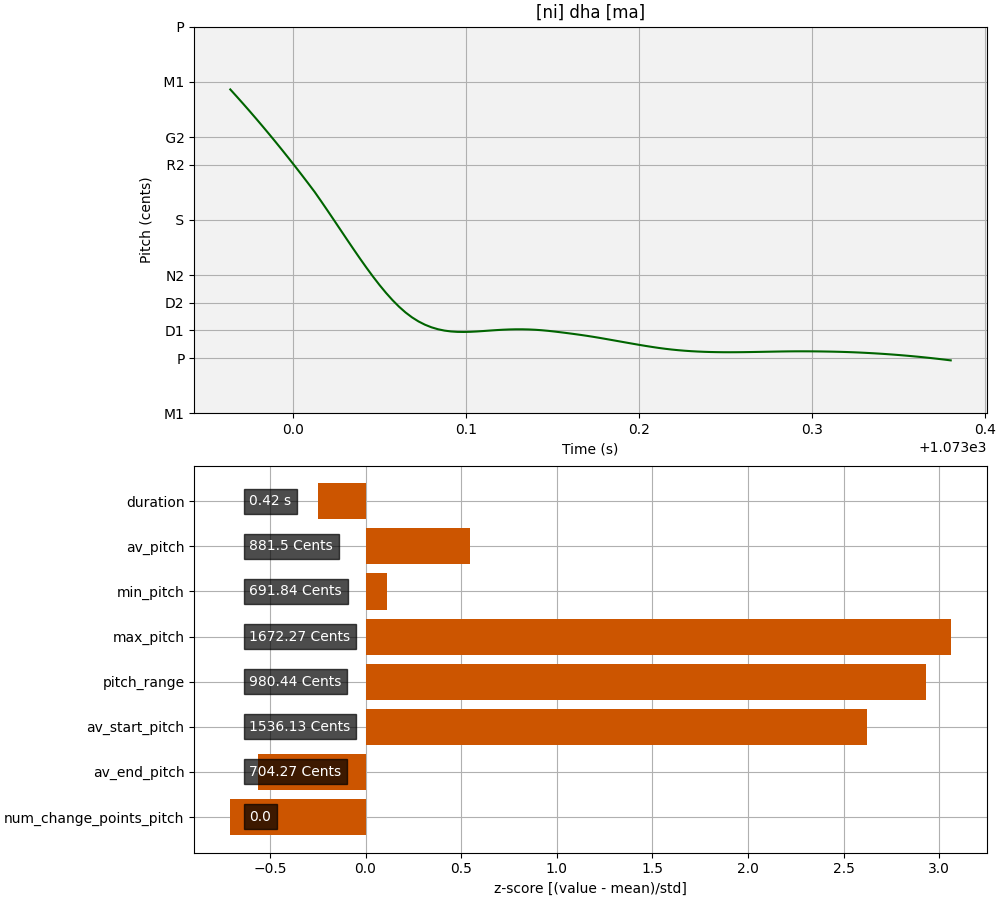 [ni] dha [ma]
P
M1
G2
R2
S
N2
D2
D1
P
M1
Pitch (cents)
0.0 0.1 0.2 0.3 0.4
Time (s)
+1.073e3
duration 0.42 s
av_pitch 881.5 Cents
min_pitch 691.84 Cents
max_pitch 1672.27 Cents
pitch_range 980.44 Cents
av_start_pitch 1536.13 Cents
av_end_pitch 704.27 Cents
num_change_points_pitch 0.0
−0.5 0.0 0.5 1.0 1.5 2.0 2.5 3.0
z-score [(value - mean)/std]